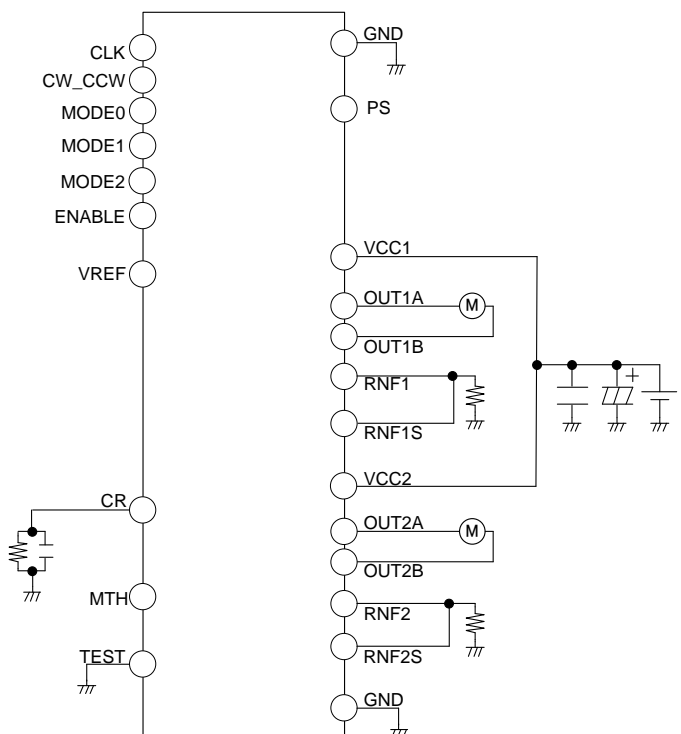 CLK
CW_CCW
MODE0
MODE1
MODE2
ENABLE
VREF
CR
MTH
TEST
GND
PS
VCC1
OUT1A
M
OUT1B
RNF1
RNF1S
VCC2
OUT2A
M
OUT2B
RNF2
RNF2S
GND
+